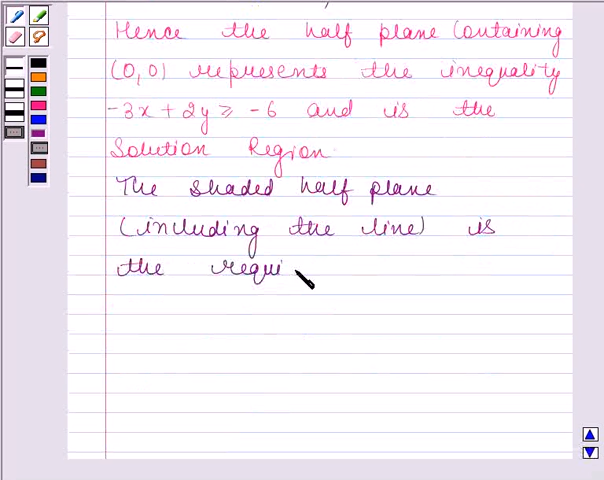 Hence the half plane Containing
(0,0) represents the inequality
-3x + 2y ≥ -6 and is the
Solution Region.
The shaded half plane
(including the line) is
the requi